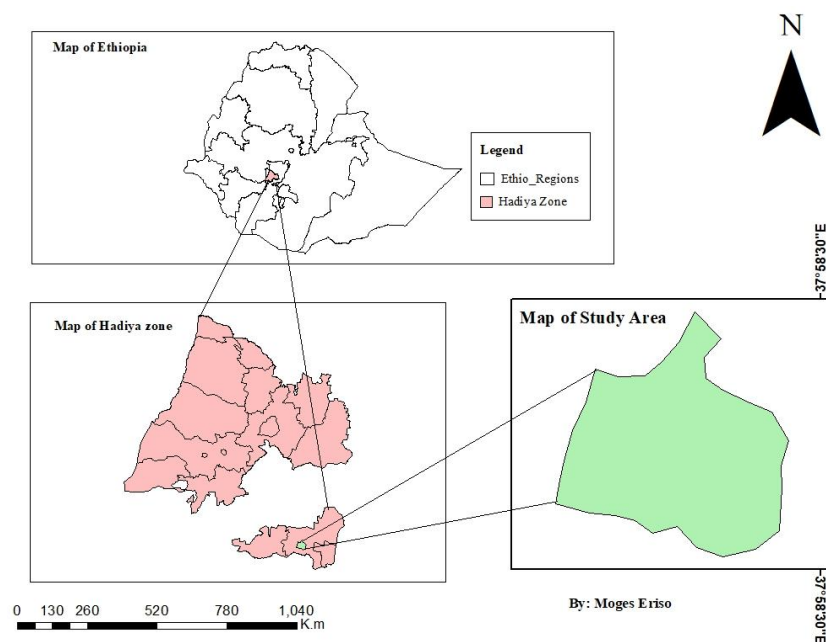 N
Map of Ethiopia
Legend
Ethio_Regions
Hadiya Zone
37°58'30"E
Map of Hadiya zone
Map of Study Area
By: Moges Eriso
37°58'30"E
0 130 260 520 780 1,040
K.m